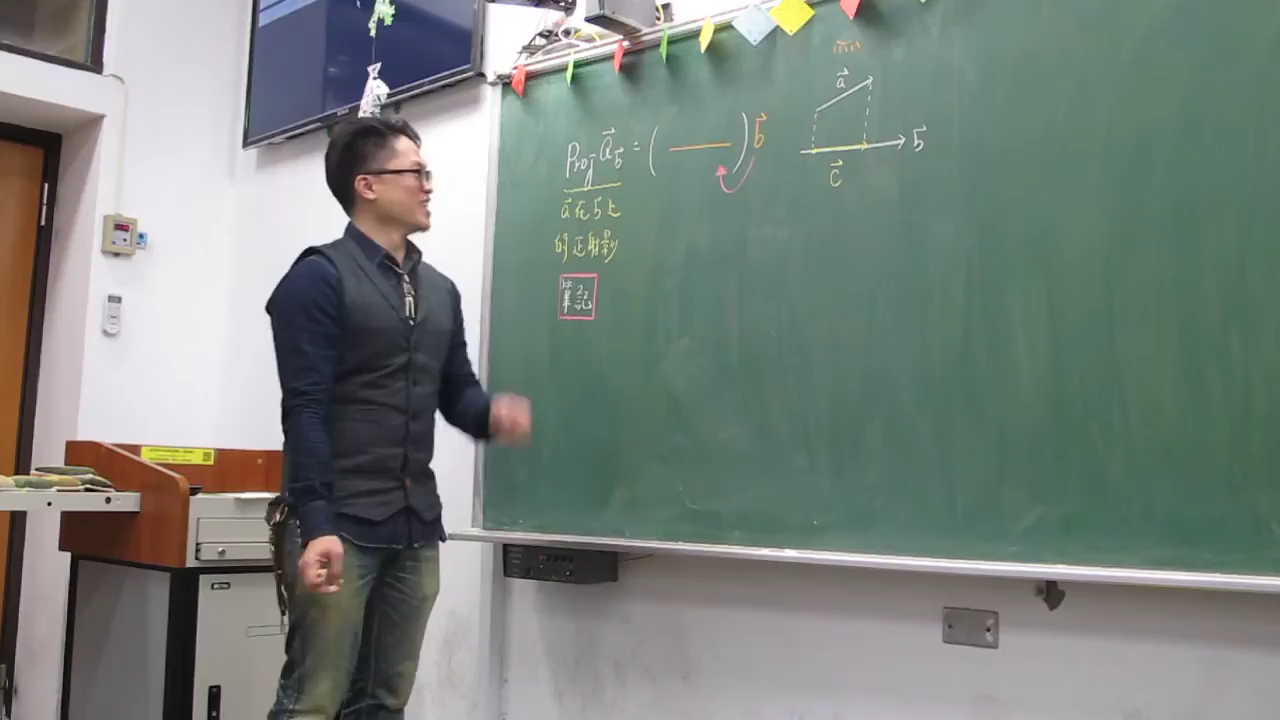 Proj a⃗_b⃗ = ( —— ) b⃗
a⃗在b⃗上
的正射影
筆記
a⃗
b⃗
c⃗